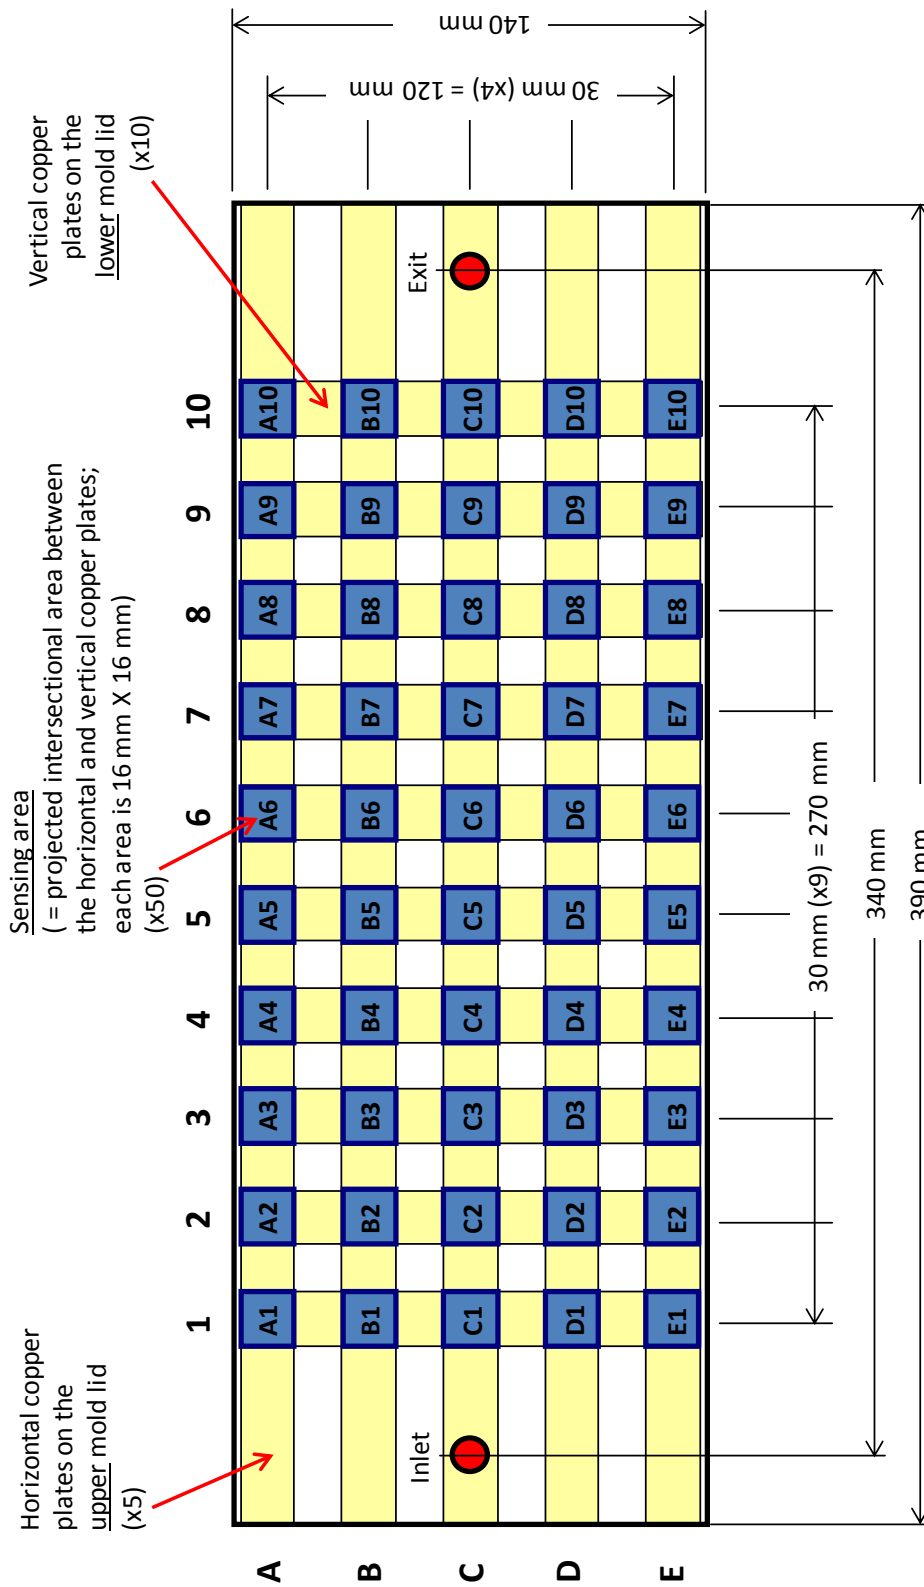 Horizontal copper
plates on the
upper mold lid
(x5)
Sensing area
( = projected intersectional area between
the horizontal and vertical copper plates;
each area is 16 mm X 16 mm)
(x50)
Vertical copper
plates on the
lower mold lid
(x10)
1 2 3 4 5 6 7 8 9 10
A A1 A2 A3 A4 A5 A6 A7 A8 A9 A10
B B1 B2 B3 B4 B5 B6 B7 B8 B9 B10
Inlet Exit
C C1 C2 C3 C4 C5 C6 C7 C8 C9 C10
D D1 D2 D3 D4 D5 D6 D7 D8 D9 D10
E E1 E2 E3 E4 E5 E6 E7 E8 E9 E10
30 mm (x4) = 120 mm
140 mm
30 mm (x9) = 270 mm
340 mm
390 mm